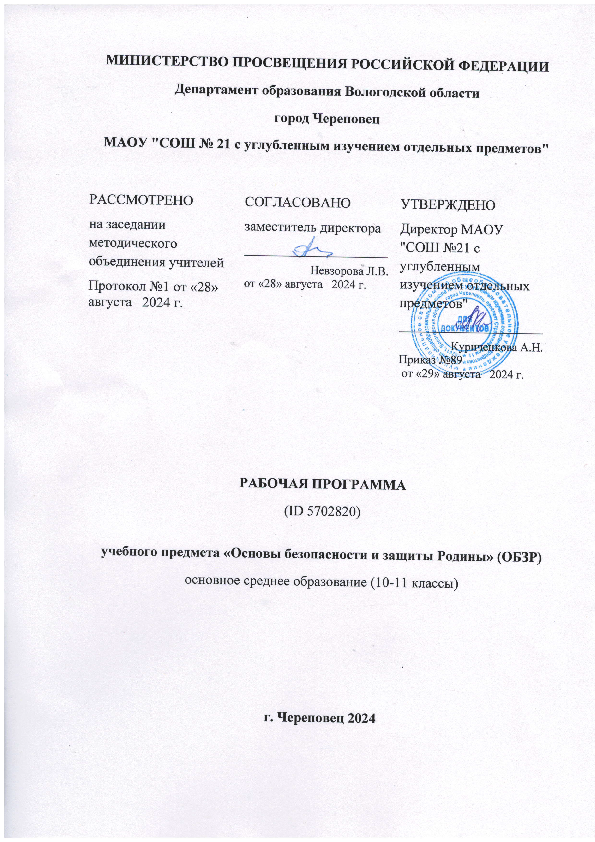 МИНИСТЕРСТВО ПРОСВЕЩЕНИЯ РОССИЙСКОЙ ФЕДЕРАЦИИ
Департамент образования Вологодской области
город Череповец
МАОУ "СОШ № 21 с углубленным изучением отдельных предметов"
РАССМОТРЕНО
на заседании
методического
объединения учителей
Протокол №1 от «28»
августа 2024 г.
СОГЛАСОВАНО
заместитель директора
Невзорова Л.В.
от «28» августа 2024 г.
УТВЕРЖДЕНО
Директор МАОУ
"СОШ №21 с
углубленным
изучением отдельных
предметов"
ДЛЯ
ДОКУМЕНТОВ
Куриченкова А.Н.
Приказ №89
от «29» августа 2024 г.
РАБОЧАЯ ПРОГРАММА
(ID 5702820)
учебного предмета «Основы безопасности и защиты Родины» (ОБЗР)
основное среднее образование (10-11 классы)
г. Череповец 2024